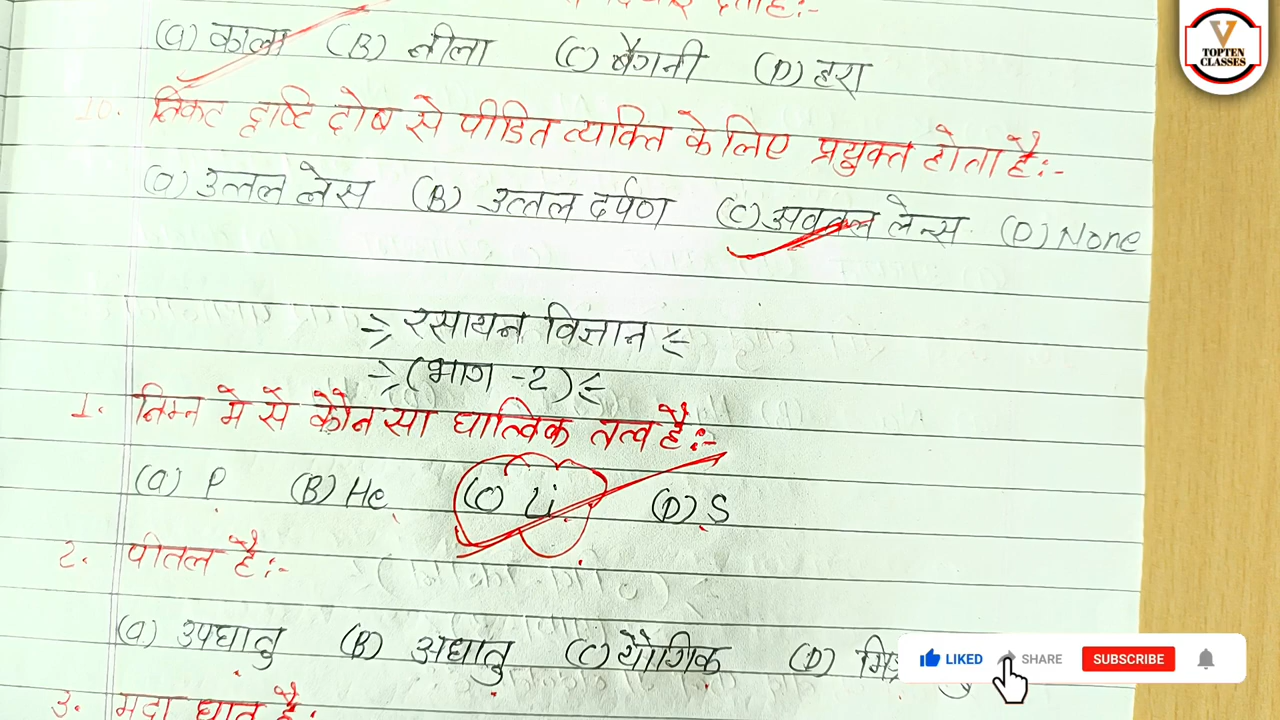 (a) काला (B) नीला (C) बैगनी (D) हरा
V
TOPTEN
CLASSES
10. निकट दृष्टि दोष से पीडित व्यक्ति के लिए प्रयुक्त होता है:-
(a) उत्तल लेंस (B) उत्तल दर्पण (C) अवतल लेन्स (D) None
रसायन विज्ञान
(भाग -2)
1. निम्न मे से कौन सा धात्विक तत्व है:-
(a) P (B) He (C) Li (D) S
2. पीतल है:-
(a) उपधातु (B) अधातु (C) यौगिक (D)
LIKED SHARE SUBSCRIBE
3. मृदा धातु है: